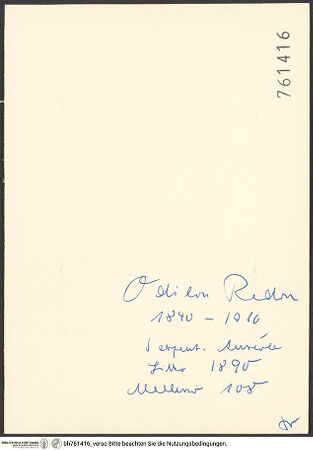 761416
Odilon Redon
1840 – 1916
Serpent-Auréole
Litho 1890
Mellerio 108
bh761416_verso Bitte beachten Sie die Nutzungsbedingungen.